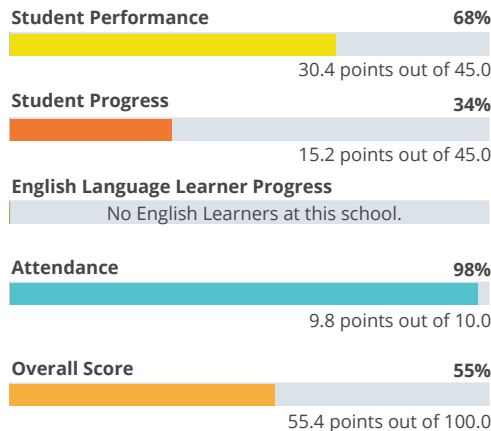 Student Performance 68%
30.4 points out of 45.0
Student Progress 34%
15.2 points out of 45.0
English Language Learner Progress
No English Learners at this school.
Attendance 98%
9.8 points out of 10.0
Overall Score 55%
55.4 points out of 100.0